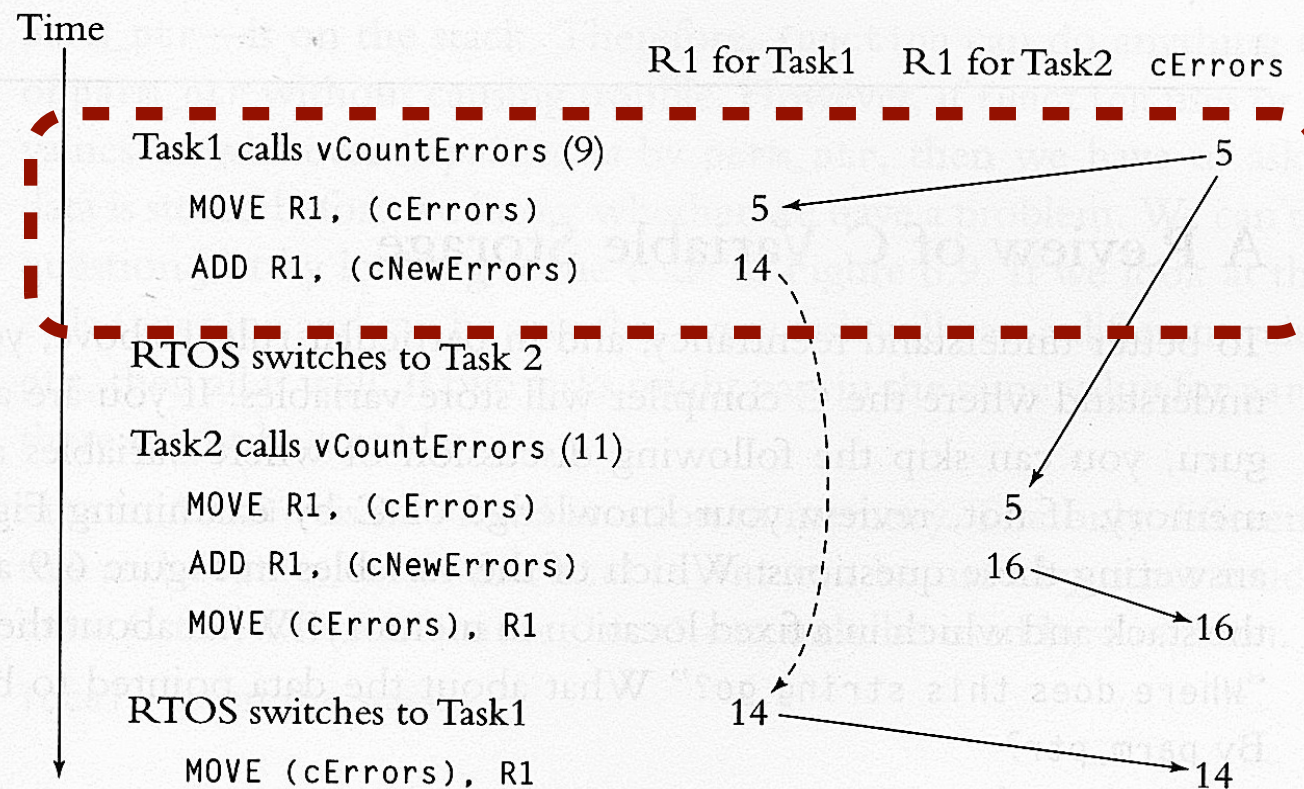 Time
R1 for Task1 R1 for Task2 cErrors
Task1 calls vCountErrors (9) 5
MOVE R1, (cErrors) 5
ADD R1, (cNewErrors) 14
RTOS switches to Task 2
Task2 calls vCountErrors (11)
MOVE R1, (cErrors) 5
ADD R1, (cNewErrors) 16
MOVE (cErrors), R1 16
RTOS switches to Task1 14
MOVE (cErrors), R1 14